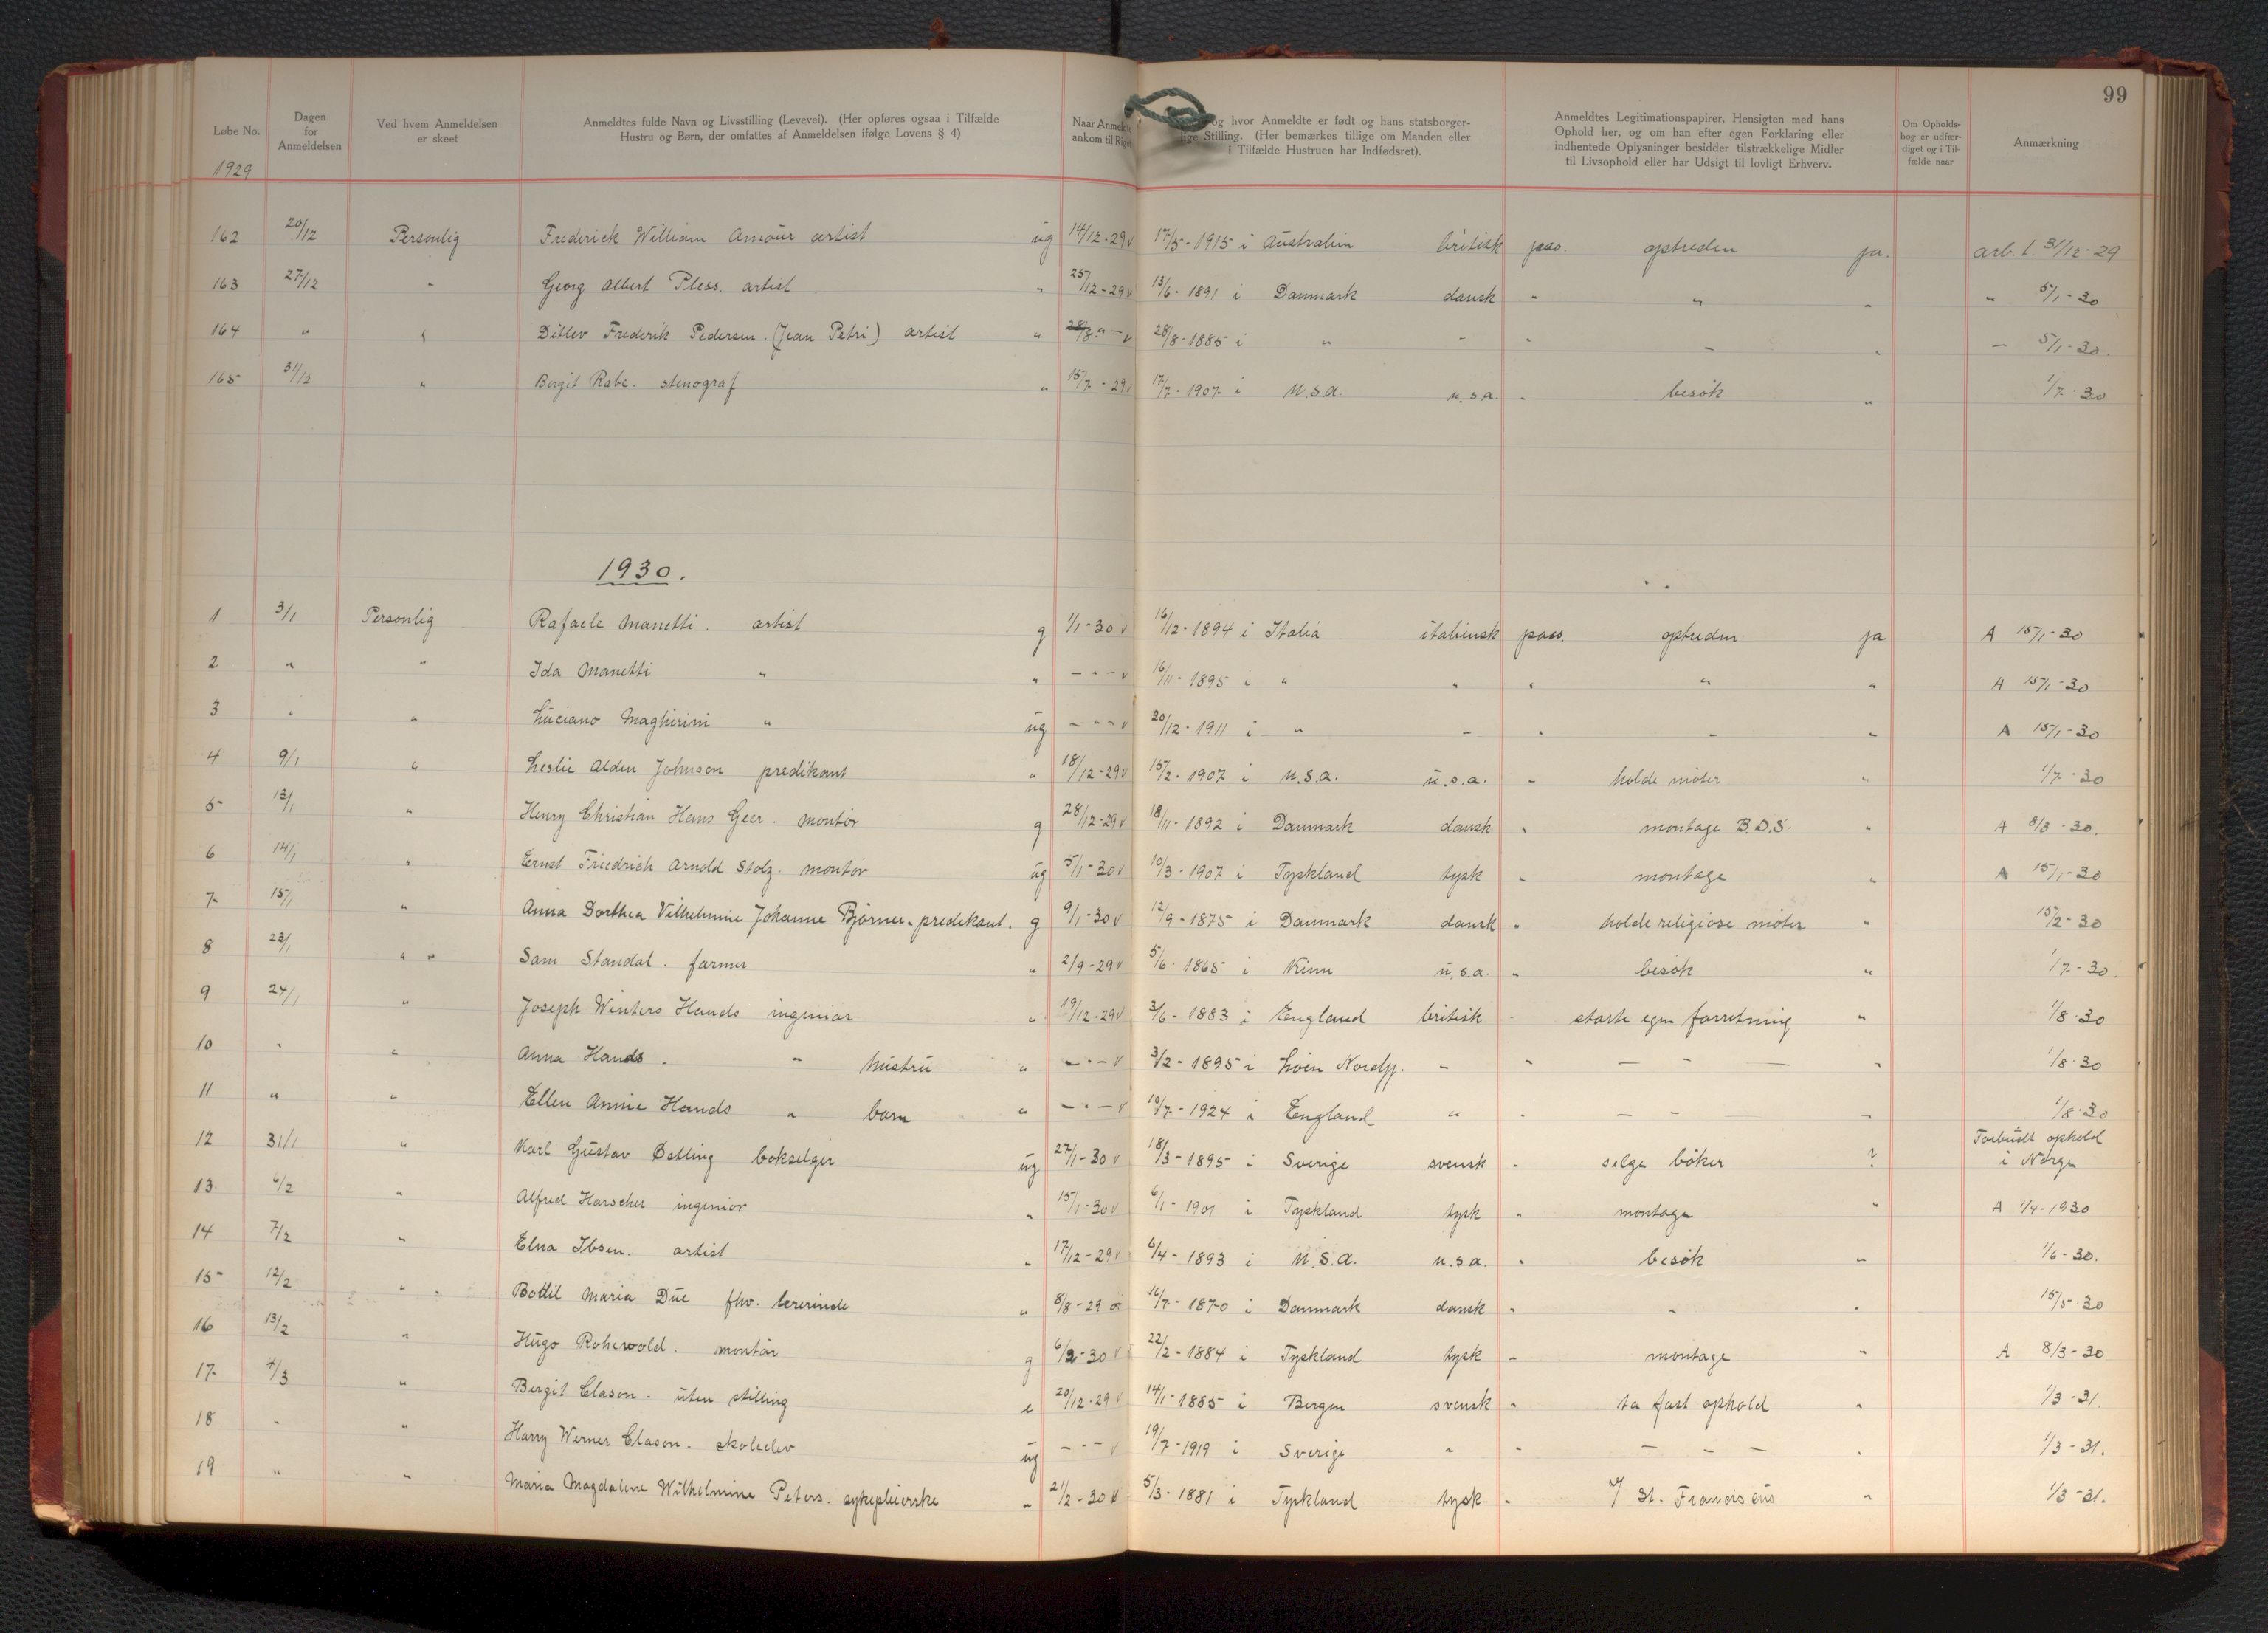 99
Løbe No. Dagen for Anmeldelsen Ved hvem Anmeldelsen er skeet Anmeldtes fulde Navn og Livsstilling (Levevei). (Her opføres ogsaa i Tilfælde Hustru og Børn, der omfattes af Anmeldelsen ifølge Lovens § 4) Naar Anmeldte ankom til Riget og hvor Anmeldte er født og hans statsborgerlige Stilling. (Her bemærkes tillige om Manden eller i Tilfælde Hustruen har Indfødsret). Anmeldtes Legitimationspapirer, Hensigten med hans Ophold her, og om han efter egen Forklaring eller indhentede Oplysninger besidder tilstrækkelige Midler til Livsophold eller har Udsigt til lovligt Erhverv. Om Opholdsbog er udfærdiget og i Tilfælde naar Anmærkning
1929
162 20/12 Personlig Frederick William Amour artist ug 14/12-29 v 17/5-1915 i Australien britisk pas. optreden ja. arb. t. 31/12-29
163 27/12 " Georg Albert Pless. artist " 25/12-29 v 13/6-1891 i Danmark dansk " " " " 5/1-30
164 " " Ditlev Frederik Pedersen. (Jean Petri) artist " 28/8 " - v 28/8-1885 i " - " - " - 5/1-30.
165 31/12 " Bergit Rabe. stenograf " 15/7-29 v 17/7-1907 i U.S.A. u.s.a. " besøk " 1/7-30
1930.
1 3/1 Personlig Rafaele Manetti. artist g 1/1-30 v 16/12-1894 i Italia italiensk pass. optreden ja A 15/1-30
2 " " Ida Manetti " " - " - v 16/11-1895 i " " " " " A 15/1-30
3 " " Luciano Maghirini " ug - " - v 20/12-1911 i " - " - " A 15/1-30
4 9/1 " Leslie Alden Johnson predikant " 18/12-29 v 15/2-1907 i U.S.A. u.s.a. - holde møter " 1/7-30
5 13/1 " Henry Christian Hans Geer. montør g 28/12-29 v 18/11-1892 i Danmark dansk " montage B.D.S. " A 8/3-30.
6 14/1 " Ernst Friedrich Arnold Stolz. montør ug 5/1-30 v 10/3-1907 i Tyskland tysk " montage " A 15/1-30
7 15/1 " Anna Dorthea Vilhelmine Johanne Bjørner - predikant. g 9/1-30 v 12/9-1875 i Danmark dansk " holde religiøse møter " 15/2-30
8 23/1 " " Sam Standal. farmer " 2/9-29 v 5/6-1865 i Kinn u.s.a. " besøk " 1/7-30.
9 24/1 " Joseph Winters Hands ingeniør " 19/12-29 v 3/6-1883 i England britisk " starte egen forretning " 1/8-30
10 " " Anna Hands. " hustru " - " - v 3/2-1895 i Loen Nordfj. " " - - - " 1/8-30
11 " " Ellen Annie Hands " barn " - " - v 10/7-1924 i England " " - - " 1/8-30
12 31/1 " Karl Gustav Østling bokselger ug 27/1-30 v 18/3-1895 i Sverige svensk " selge bøker ? Forbudt ophold
i Norge
13 6/2 " Alfred Harscher ingeniør " 15/1-30 v 6/1-1901 i Tyskland tysk " montage " A 1/4-1930
14 7/2 " Elna Ibsen. artist " 17/12-29 v 6/4-1893 i U.S.A. u.s.a. " besøk " 1/6-30.
15 12/2 " " Bodil Maria Due fhv. lærerinde " 8/8-29 16/7-1870 i Danmark dansk " " " 15/5-30
16 13/2 " Hugo Rohewold. montør g 6/2-30 v 22/2-1884 i Tyskland tysk " montage " A 8/3-30
17 4/3 " Bergit Clason. uten stilling e 20/12-29 v 14/1-1885 i Bergen svensk " ta fast ophold " 1/3-31.
18 " " Harry Werner Clason. skoleelev ug - " - v 19/7-1919 i Sverige " " - - - " 1/3-31.
19 " " Maria Magdalene Wilhelmine Peters. sykepleierske " 21/2-30 v 5/3-1881 i Tyskland tysk " v/ St. Franciscus " 1/3-31.